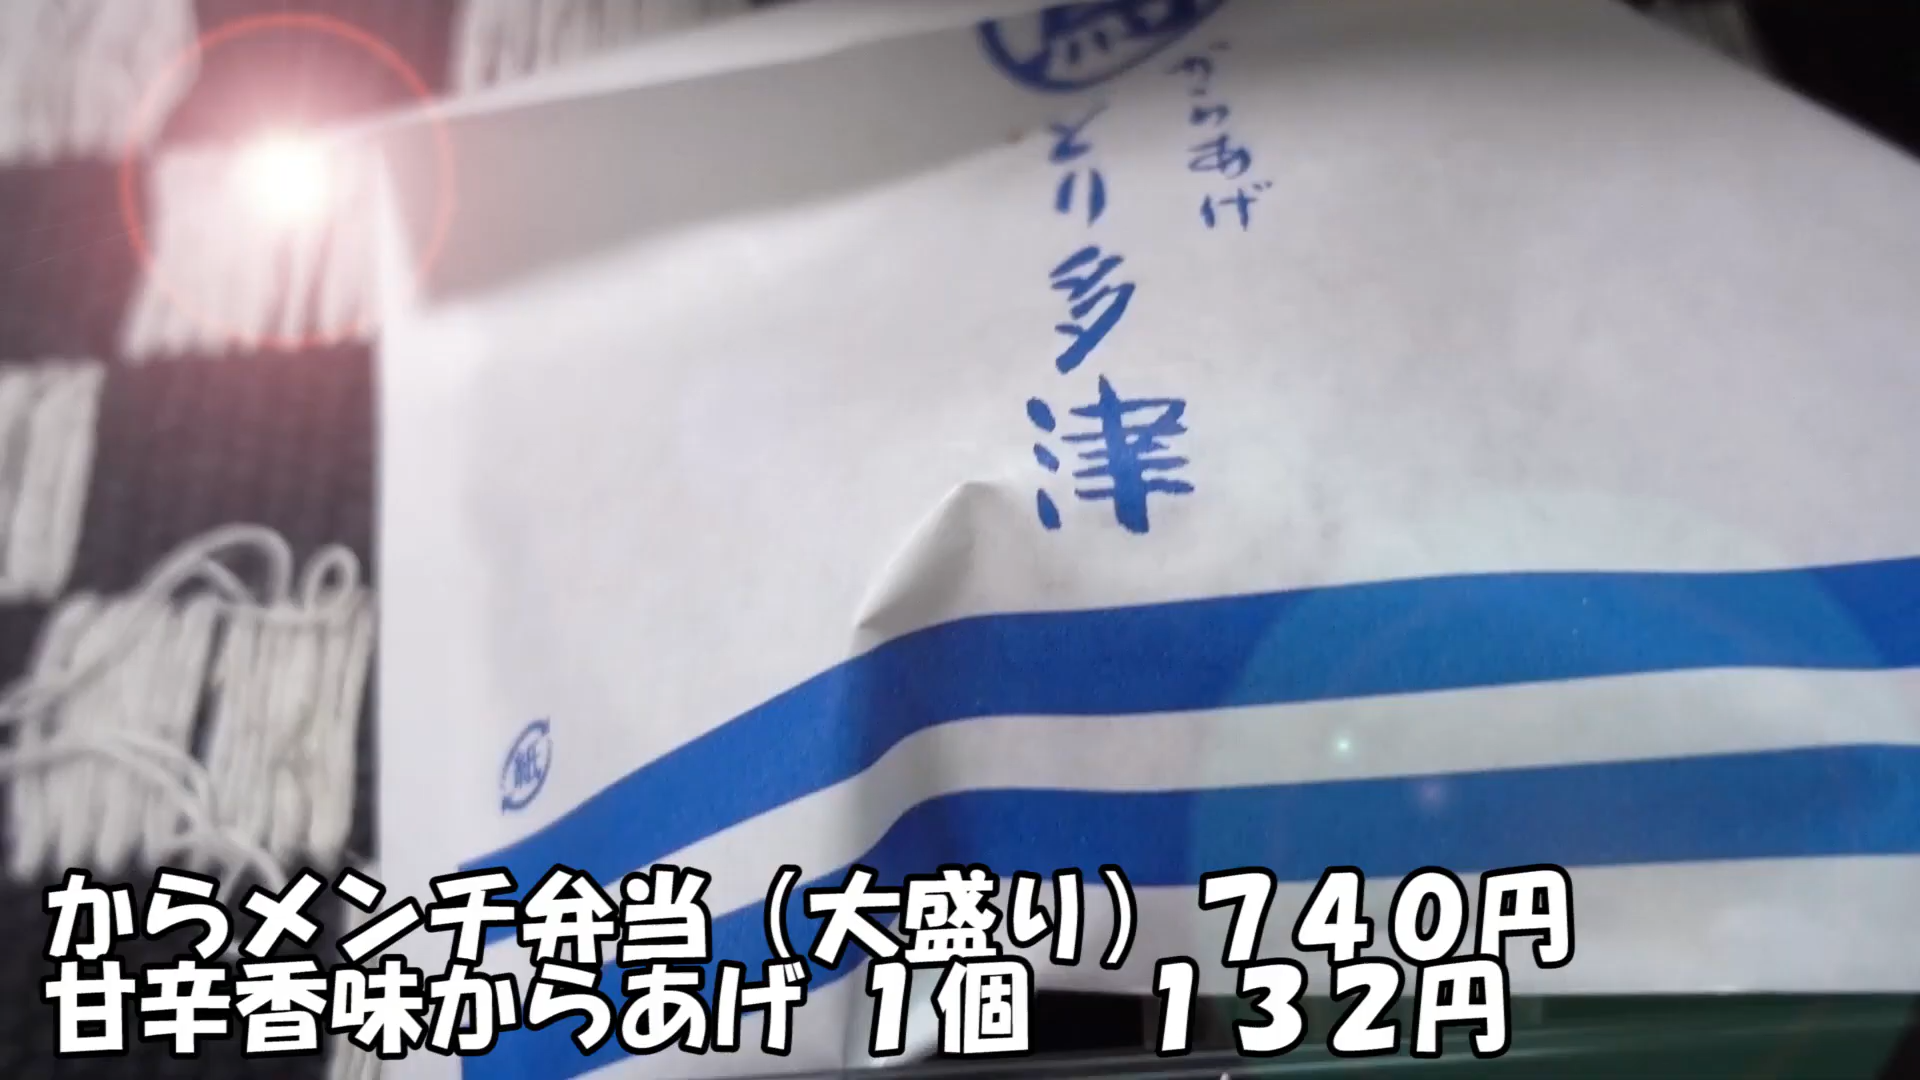 からあげ
とり多津
紙
からメンチ弁当（大盛り） 740円
甘辛香味からあげ 1個 132円